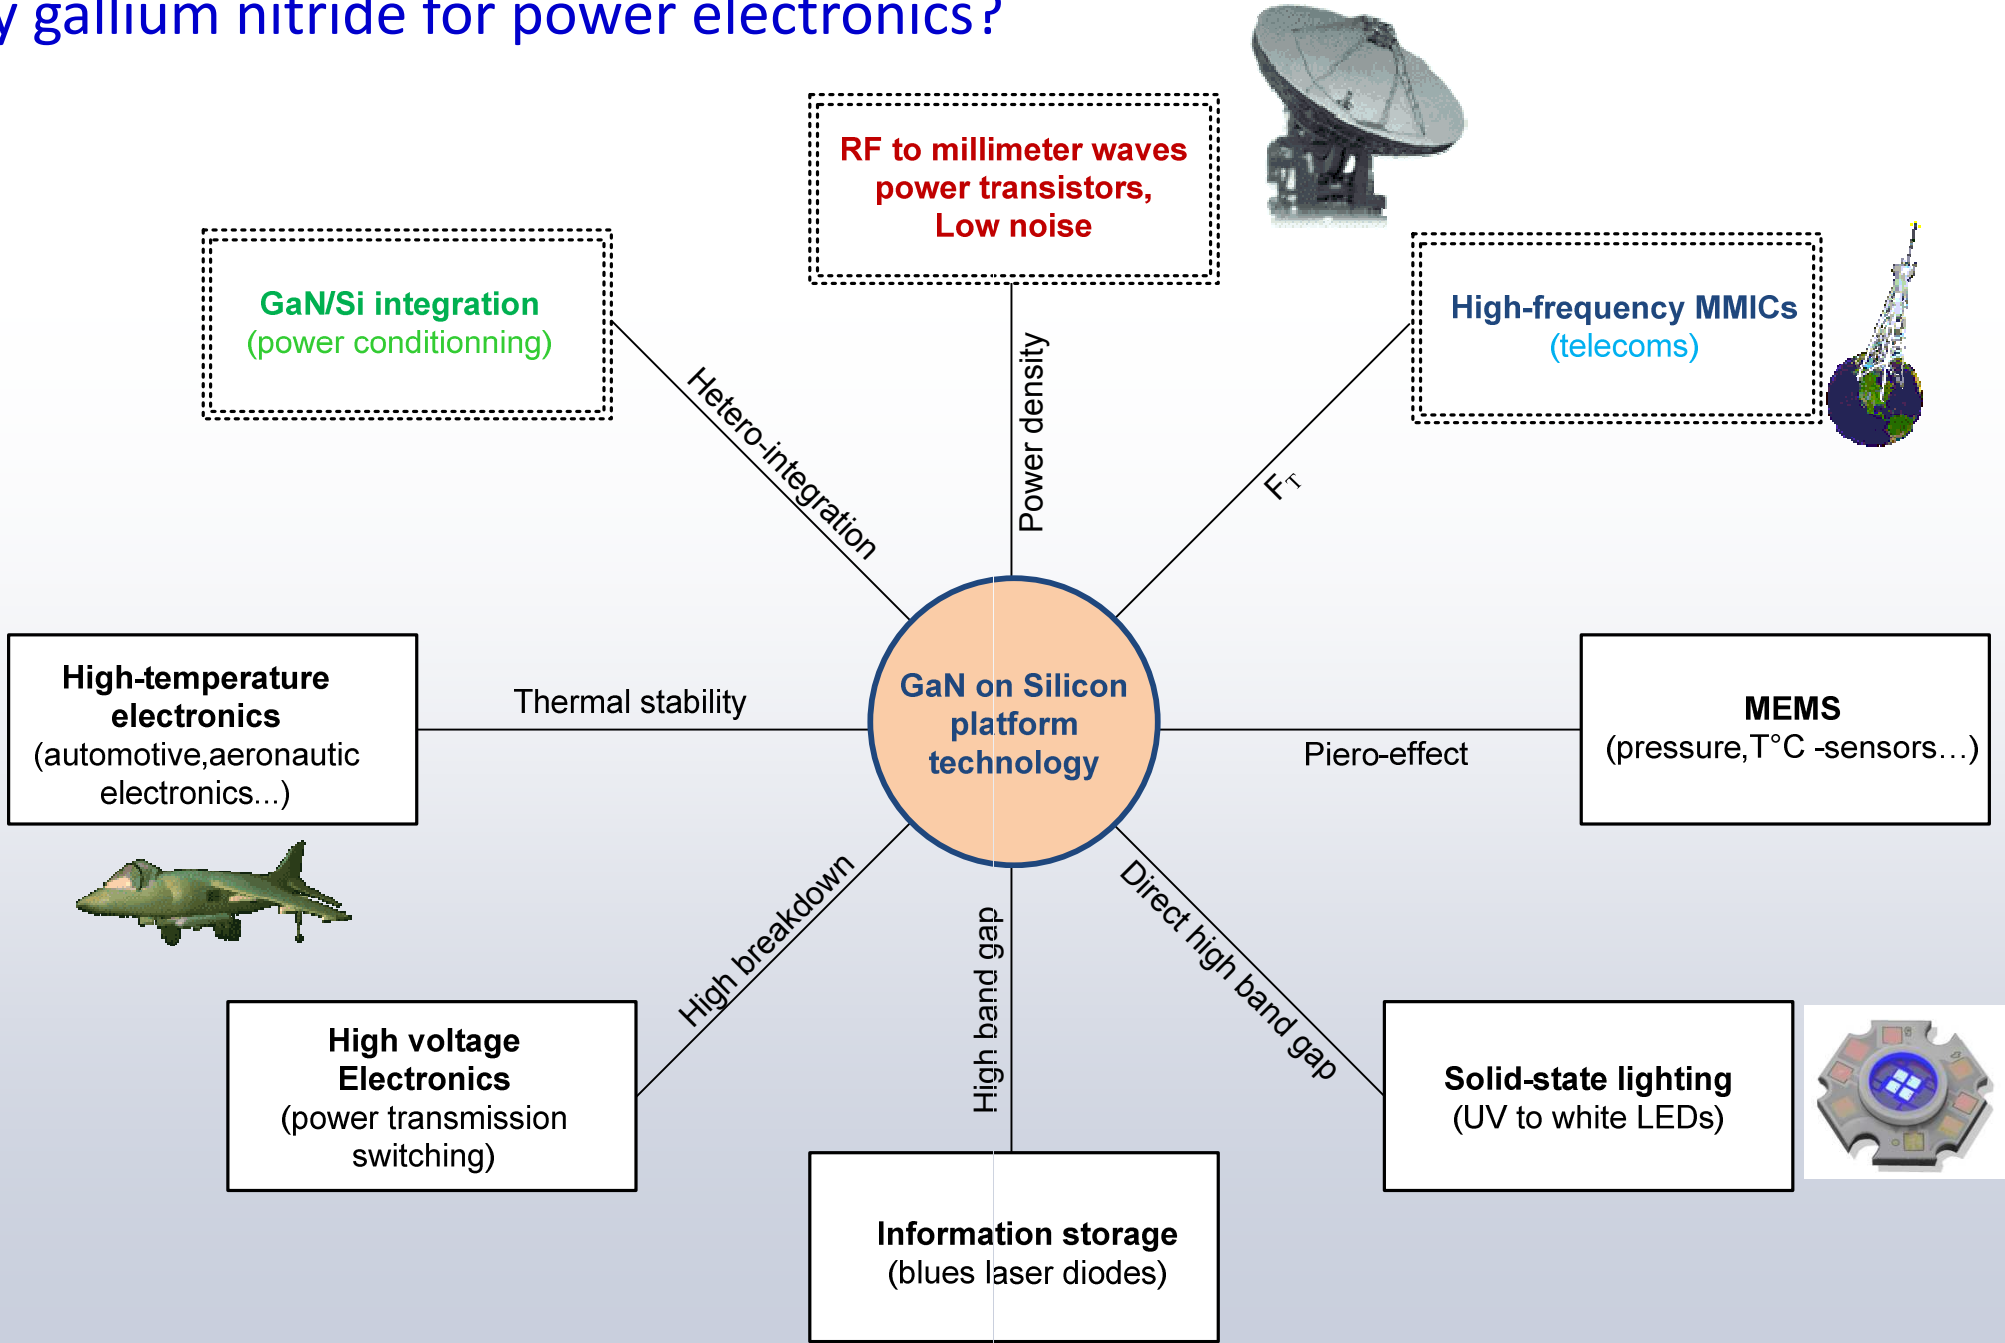 y gallium nitride for power electronics?
RF to millimeter waves
power transistors,
Low noise
GaN/Si integration
(power conditionning)
High-frequency MMICs
(telecoms)
Hetero-integration
Power density
FT
High-temperature
electronics
(automotive,aeronautic
electronics...)
Thermal stability
GaN on Silicon
platform
technology
Piero-effect
MEMS
(pressure,T°C -sensors...)
High breakdown
High band gap
Direct high band gap
High voltage
Electronics
(power transmission
switching)
Solid-state lighting
(UV to white LEDs)
Information storage
(blues laser diodes)